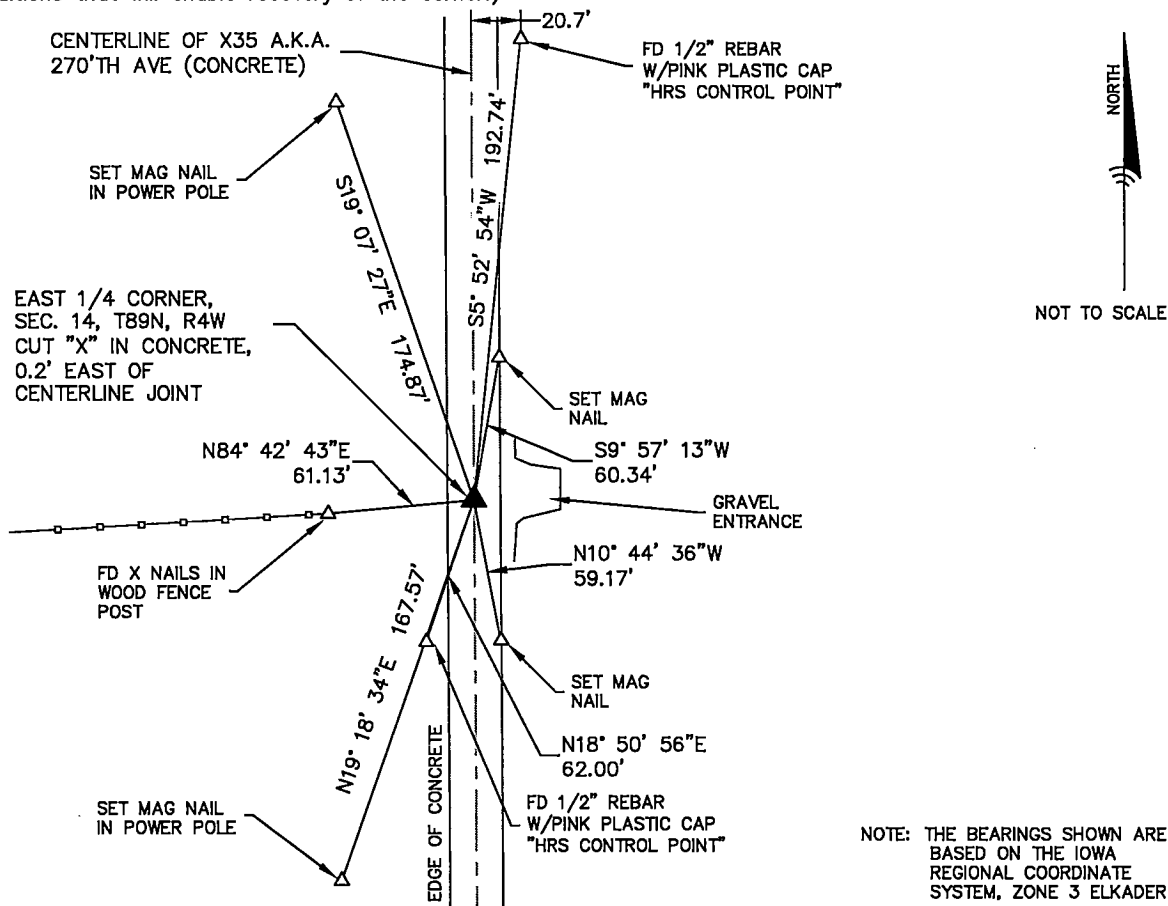 20.7'
CENTERLINE OF X35 A.K.A.
270'TH AVE (CONCRETE)
FD 1/2" REBAR
W/PINK PLASTIC CAP
"HRS CONTROL POINT"
NORTH
SET MAG NAIL
IN POWER POLE
S19° 07' 27"E 174.87'
S5° 52' 54"W 192.74'
EAST 1/4 CORNER,
SEC. 14, T89N, R4W
CUT "X" IN CONCRETE,
0.2' EAST OF
CENTERLINE JOINT
NOT TO SCALE
SET MAG
NAIL
N84° 42' 43"E
61.13'
S9° 57' 13"W
60.34'
GRAVEL
ENTRANCE
N10° 44' 36"W
59.17'
FD X NAILS IN
WOOD FENCE
POST
N19° 18' 34"E 167.57'
SET MAG
NAIL
N18° 50' 56"E
62.00'
EDGE OF CONCRETE
SET MAG NAIL
IN POWER POLE
FD 1/2" REBAR
W/PINK PLASTIC CAP
"HRS CONTROL POINT"
NOTE: THE BEARINGS SHOWN ARE
BASED ON THE IOWA
REGIONAL COORDINATE
SYSTEM, ZONE 3 ELKADER